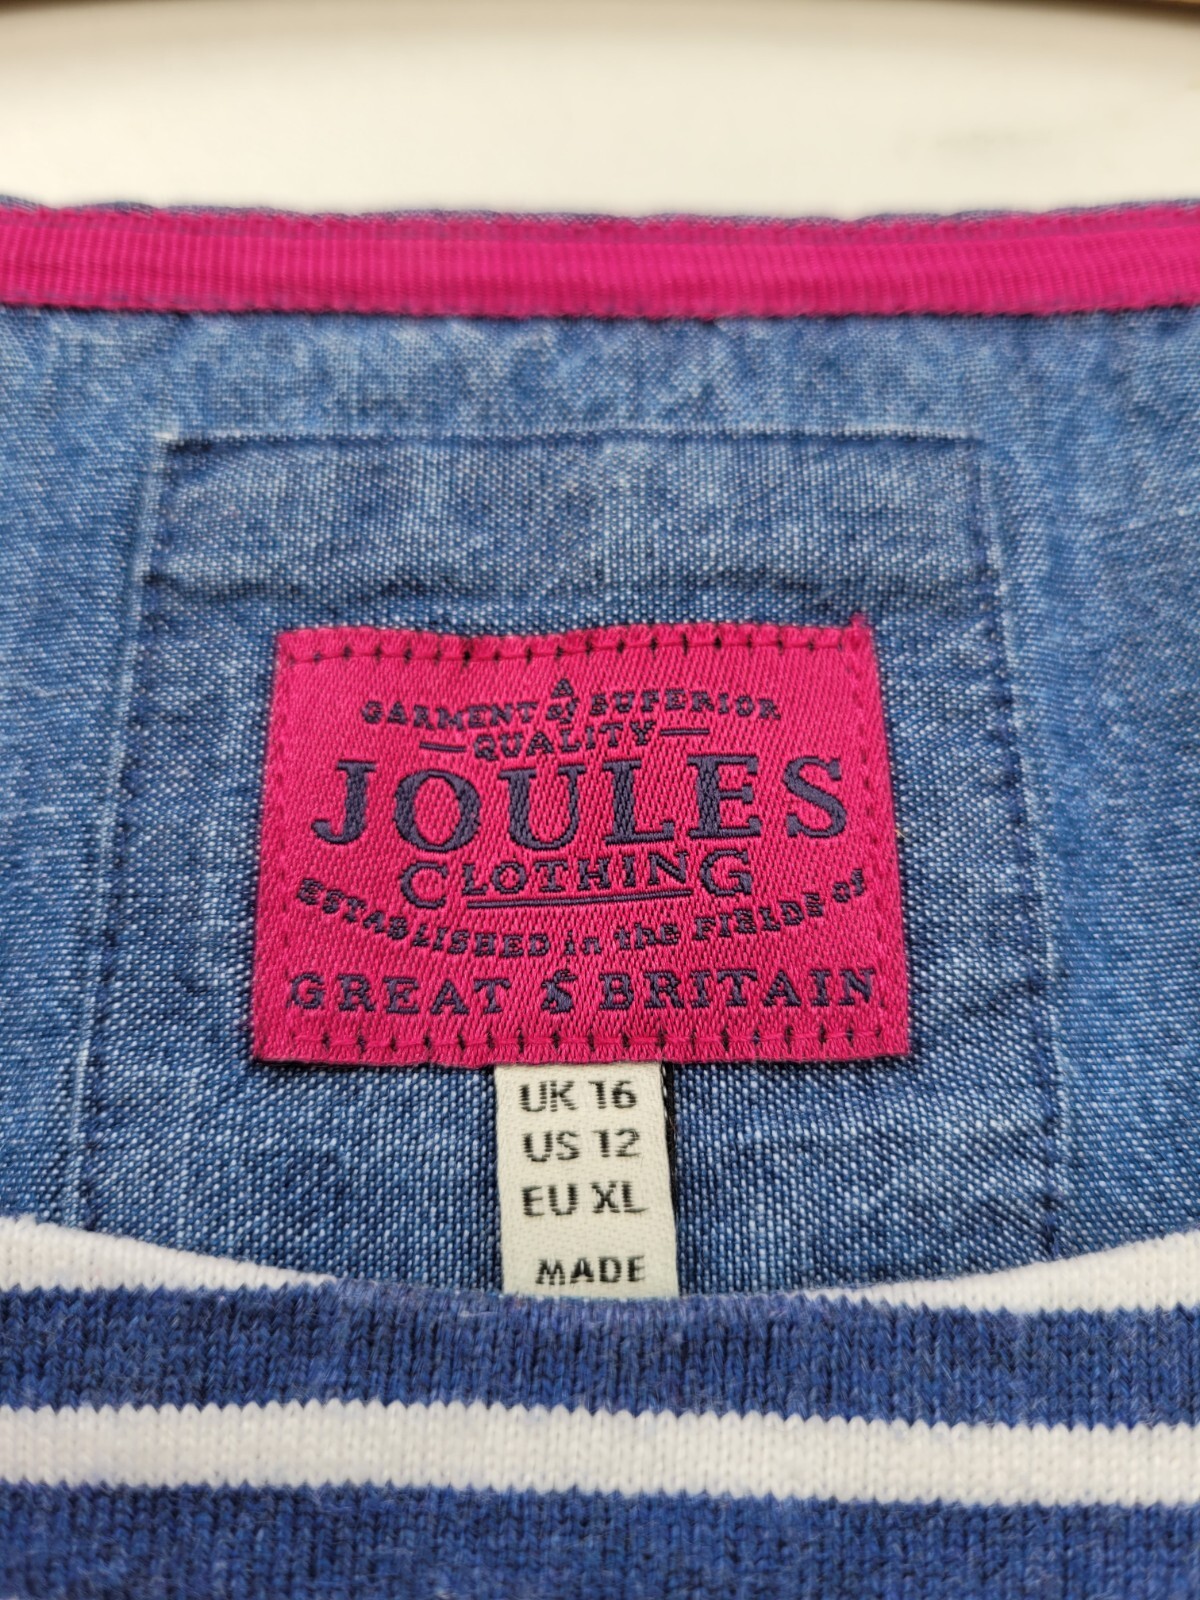 A
GARMENT of SUPERIOR
QUALITY
JOULES
CLOTHING
ESTABLISHED in the FIELDS OF
GREAT BRITAIN
UK 16
US 12
EU XL
MADE